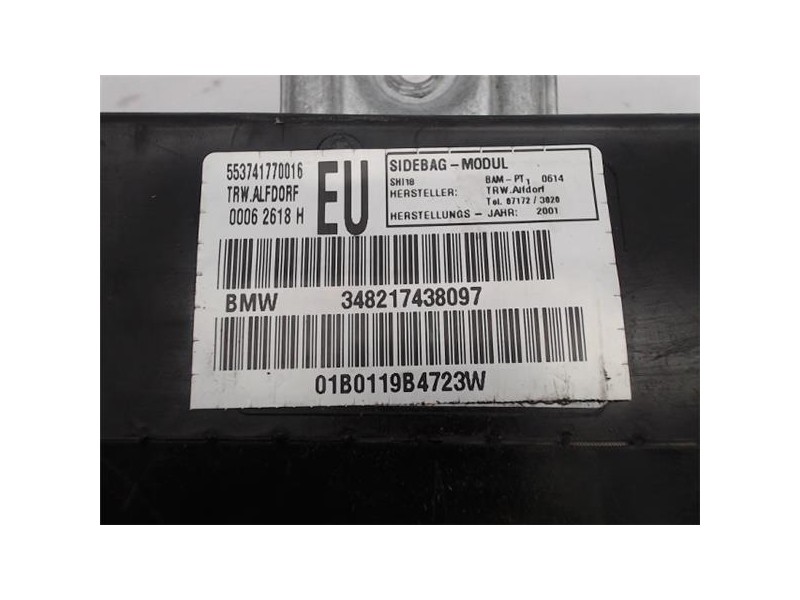 553741770016
TRW.ALFDORF
0006 2618 H
EU
SIDEBAG-MODUL
SHI18 BAM-PT1 0614
HERSTELLER: TRW.Alfdorf
Tel. 07172 / 3020
HERSTELLUNGS - JAHR: 2001
BMW 348217438097
01B0119B4723W